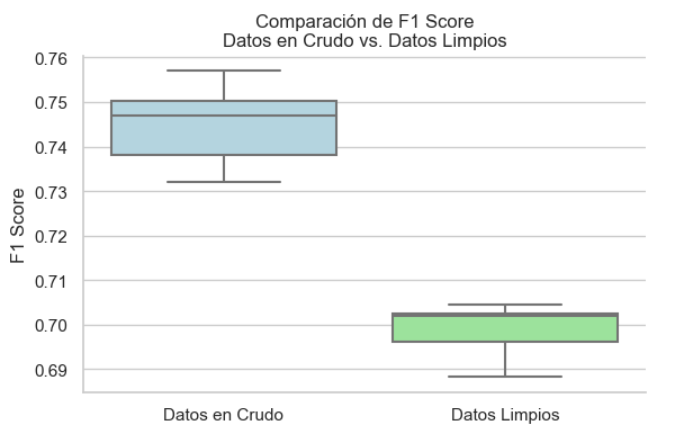 Comparación de F1 Score
Datos en Crudo vs. Datos Limpios
0.76
0.75
0.74
0.73
0.72
0.71
0.70
0.69
F1 Score
Datos en Crudo
Datos Limpios